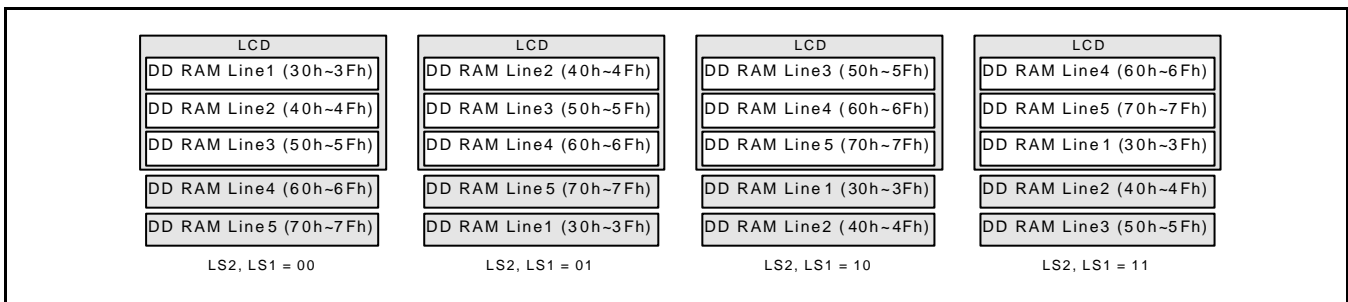 LCD
DD RAM Line1 (30h~3Fh)
DD RAM Line2 (40h~4Fh)
DD RAM Line3 (50h~5Fh)
DD RAM Line4 (60h~6Fh)
DD RAM Line5 (70h~7Fh)
LS2, LS1 = 00
LCD
DD RAM Line2 (40h~4Fh)
DD RAM Line3 (50h~5Fh)
DD RAM Line4 (60h~6Fh)
DD RAM Line5 (70h~7Fh)
DD RAM Line1 (30h~3Fh)
LS2, LS1 = 01
LCD
DD RAM Line3 (50h~5Fh)
DD RAM Line4 (60h~6Fh)
DD RAM Line5 (70h~7Fh)
DD RAM Line1 (30h~3Fh)
DD RAM Line2 (40h~4Fh)
LS2, LS1 = 10
LCD
DD RAM Line4 (60h~6Fh)
DD RAM Line5 (70h~7Fh)
DD RAM Line1 (30h~3Fh)
DD RAM Line2 (40h~4Fh)
DD RAM Line3 (50h~5Fh)
LS2, LS1 = 11